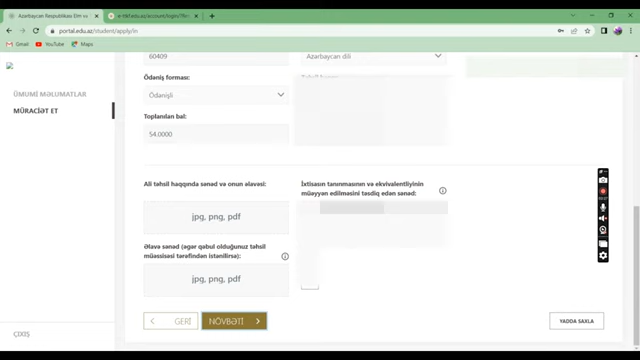 Azərbaycan Respublikası Elm və
e-tkf.edu.az/account/login/?Re
portal.edu.az/student/apply/in
Gmail
YouTube
Maps
60409
Azərbaycan dili
Ödəniş forması:
Ödənişli
Toplanılan bal:
54.0000
ÜMUMİ MƏLUMATLAR
MÜRACİƏT ET
Ali təhsil haqqında sənəd və onun əlavəsi:
jpg, png, pdf
İxtisasın tanınmasının və ekvivalentliyinin
müəyyən edilməsini təsdiq edən sənəd:
Əlavə sənəd (əgər qəbul olduğunuz təhsil
müəssisəsi tərəfindən istənilirsə):
jpg, png, pdf
GERİ
NÖVBƏTİ
YADDA SAXLA
ÇIXIŞ